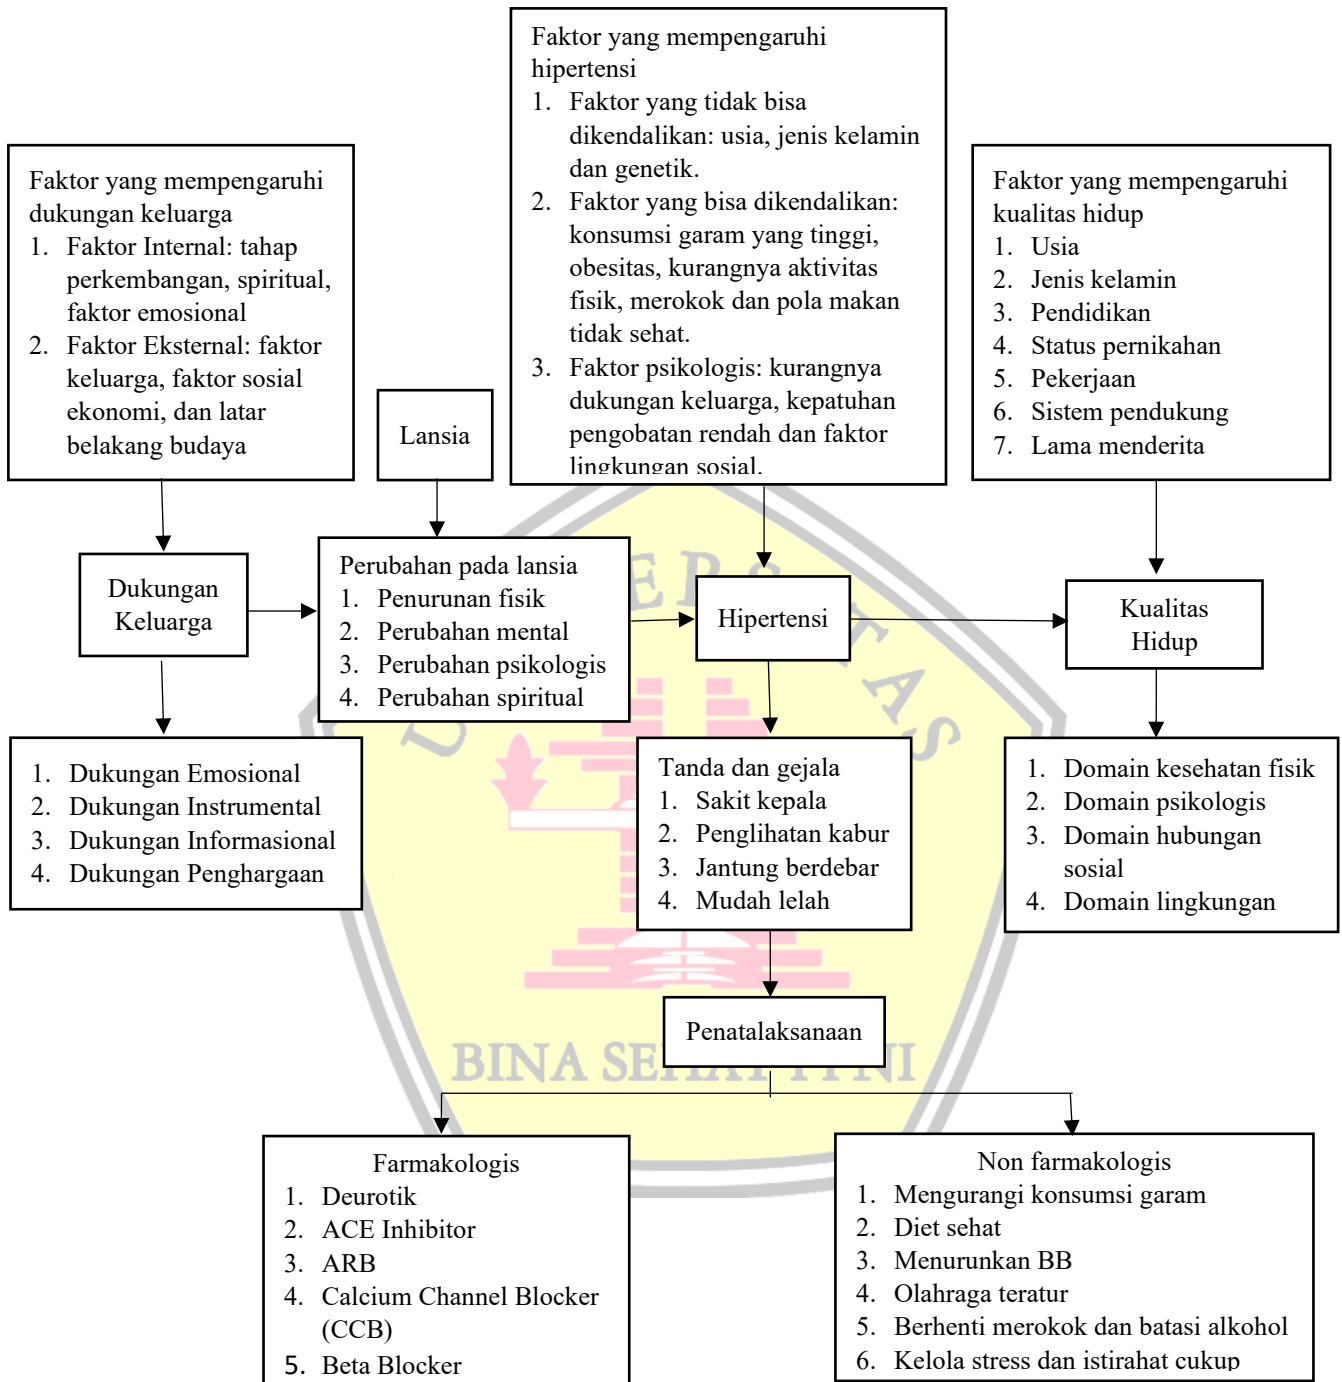 Faktor yang mempengaruhi
hipertensi
1. Faktor yang tidak bisa
dikendalikan: usia, jenis kelamin
dan genetik.
2. Faktor yang bisa dikendalikan:
konsumsi garam yang tinggi,
obesitas, kurangnya aktivitas
fisik, merokok dan pola makan
tidak sehat.
3. Faktor psikologis: kurangnya
dukungan keluarga, kepatuhan
pengobatan rendah dan faktor
lingkungan sosial.
Faktor yang mempengaruhi
dukungan keluarga
1. Faktor Internal: tahap
perkembangan, spiritual,
faktor emosional
2. Faktor Eksternal: faktor
keluarga, faktor sosial
ekonomi, dan latar
belakang budaya
Lansia
Faktor yang mempengaruhi
kualitas hidup
1. Usia
2. Jenis kelamin
3. Pendidikan
4. Status pernikahan
5. Pekerjaan
6. Sistem pendukung
7. Lama menderita
Dukungan
Keluarga
Perubahan pada lansia
1. Penurunan fisik
2. Perubahan mental
3. Perubahan psikologis
4. Perubahan spiritual
Hipertensi
Kualitas
Hidup
1. Dukungan Emosional
2. Dukungan Instrumental
3. Dukungan Informasional
4. Dukungan Penghargaan
Tanda dan gejala
1. Sakit kepala
2. Penglihatan kabur
3. Jantung berdebar
4. Mudah lelah
1. Domain kesehatan fisik
2. Domain psikologis
3. Domain hubungan
sosial
4. Domain lingkungan
Penatalaksanaan
BINA
Farmakologis
1. Deurotik
2. ACE Inhibitor
3. ARB
4. Calcium Channel Blocker
(CCB)
5. Beta Blocker
Non farmakologis
1. Mengurangi konsumsi garam
2. Diet sehat
3. Menurunkan BB
4. Olahraga teratur
5. Berhenti merokok dan batasi alkohol
6. Kelola stress dan istirahat cukup